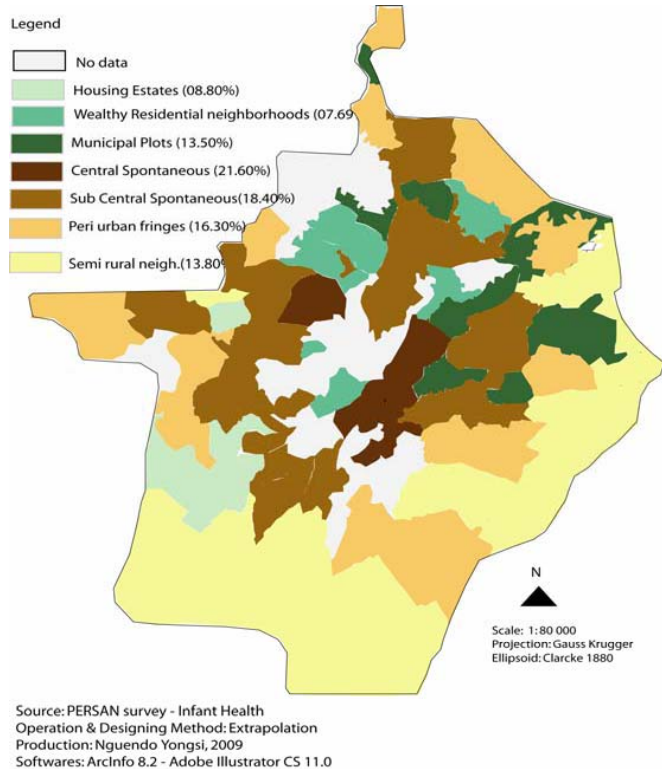 Legend
No data
Housing Estates (08.80%)
Wealthy Residential neighborhoods (07.69
Municipal Plots (13.50%)
Central Spontaneous (21.60%)
Sub Central Spontaneous(18.40%)
Peri urban fringes (16.30%)
Semi rural neigh.(13.80%
N
Scale: 1:80 000
Projection: Gauss Krugger
Ellipsoid: Clarcke 1880
Source: PERSAN survey - Infant Health
Operation & Designing Method: Extrapolation
Production: Nguendo Yongsi, 2009
Softwares: ArcInfo 8.2 - Adobe Illustrator CS 11.0